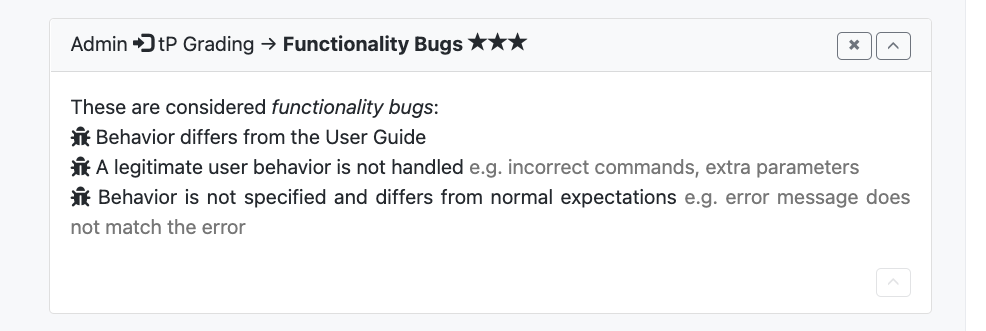 Admin tP Grading → Functionality Bugs ★★★
These are considered functionality bugs:
Behavior differs from the User Guide
A legitimate user behavior is not handled e.g. incorrect commands, extra parameters
Behavior is not specified and differs from normal expectations e.g. error message does
not match the error